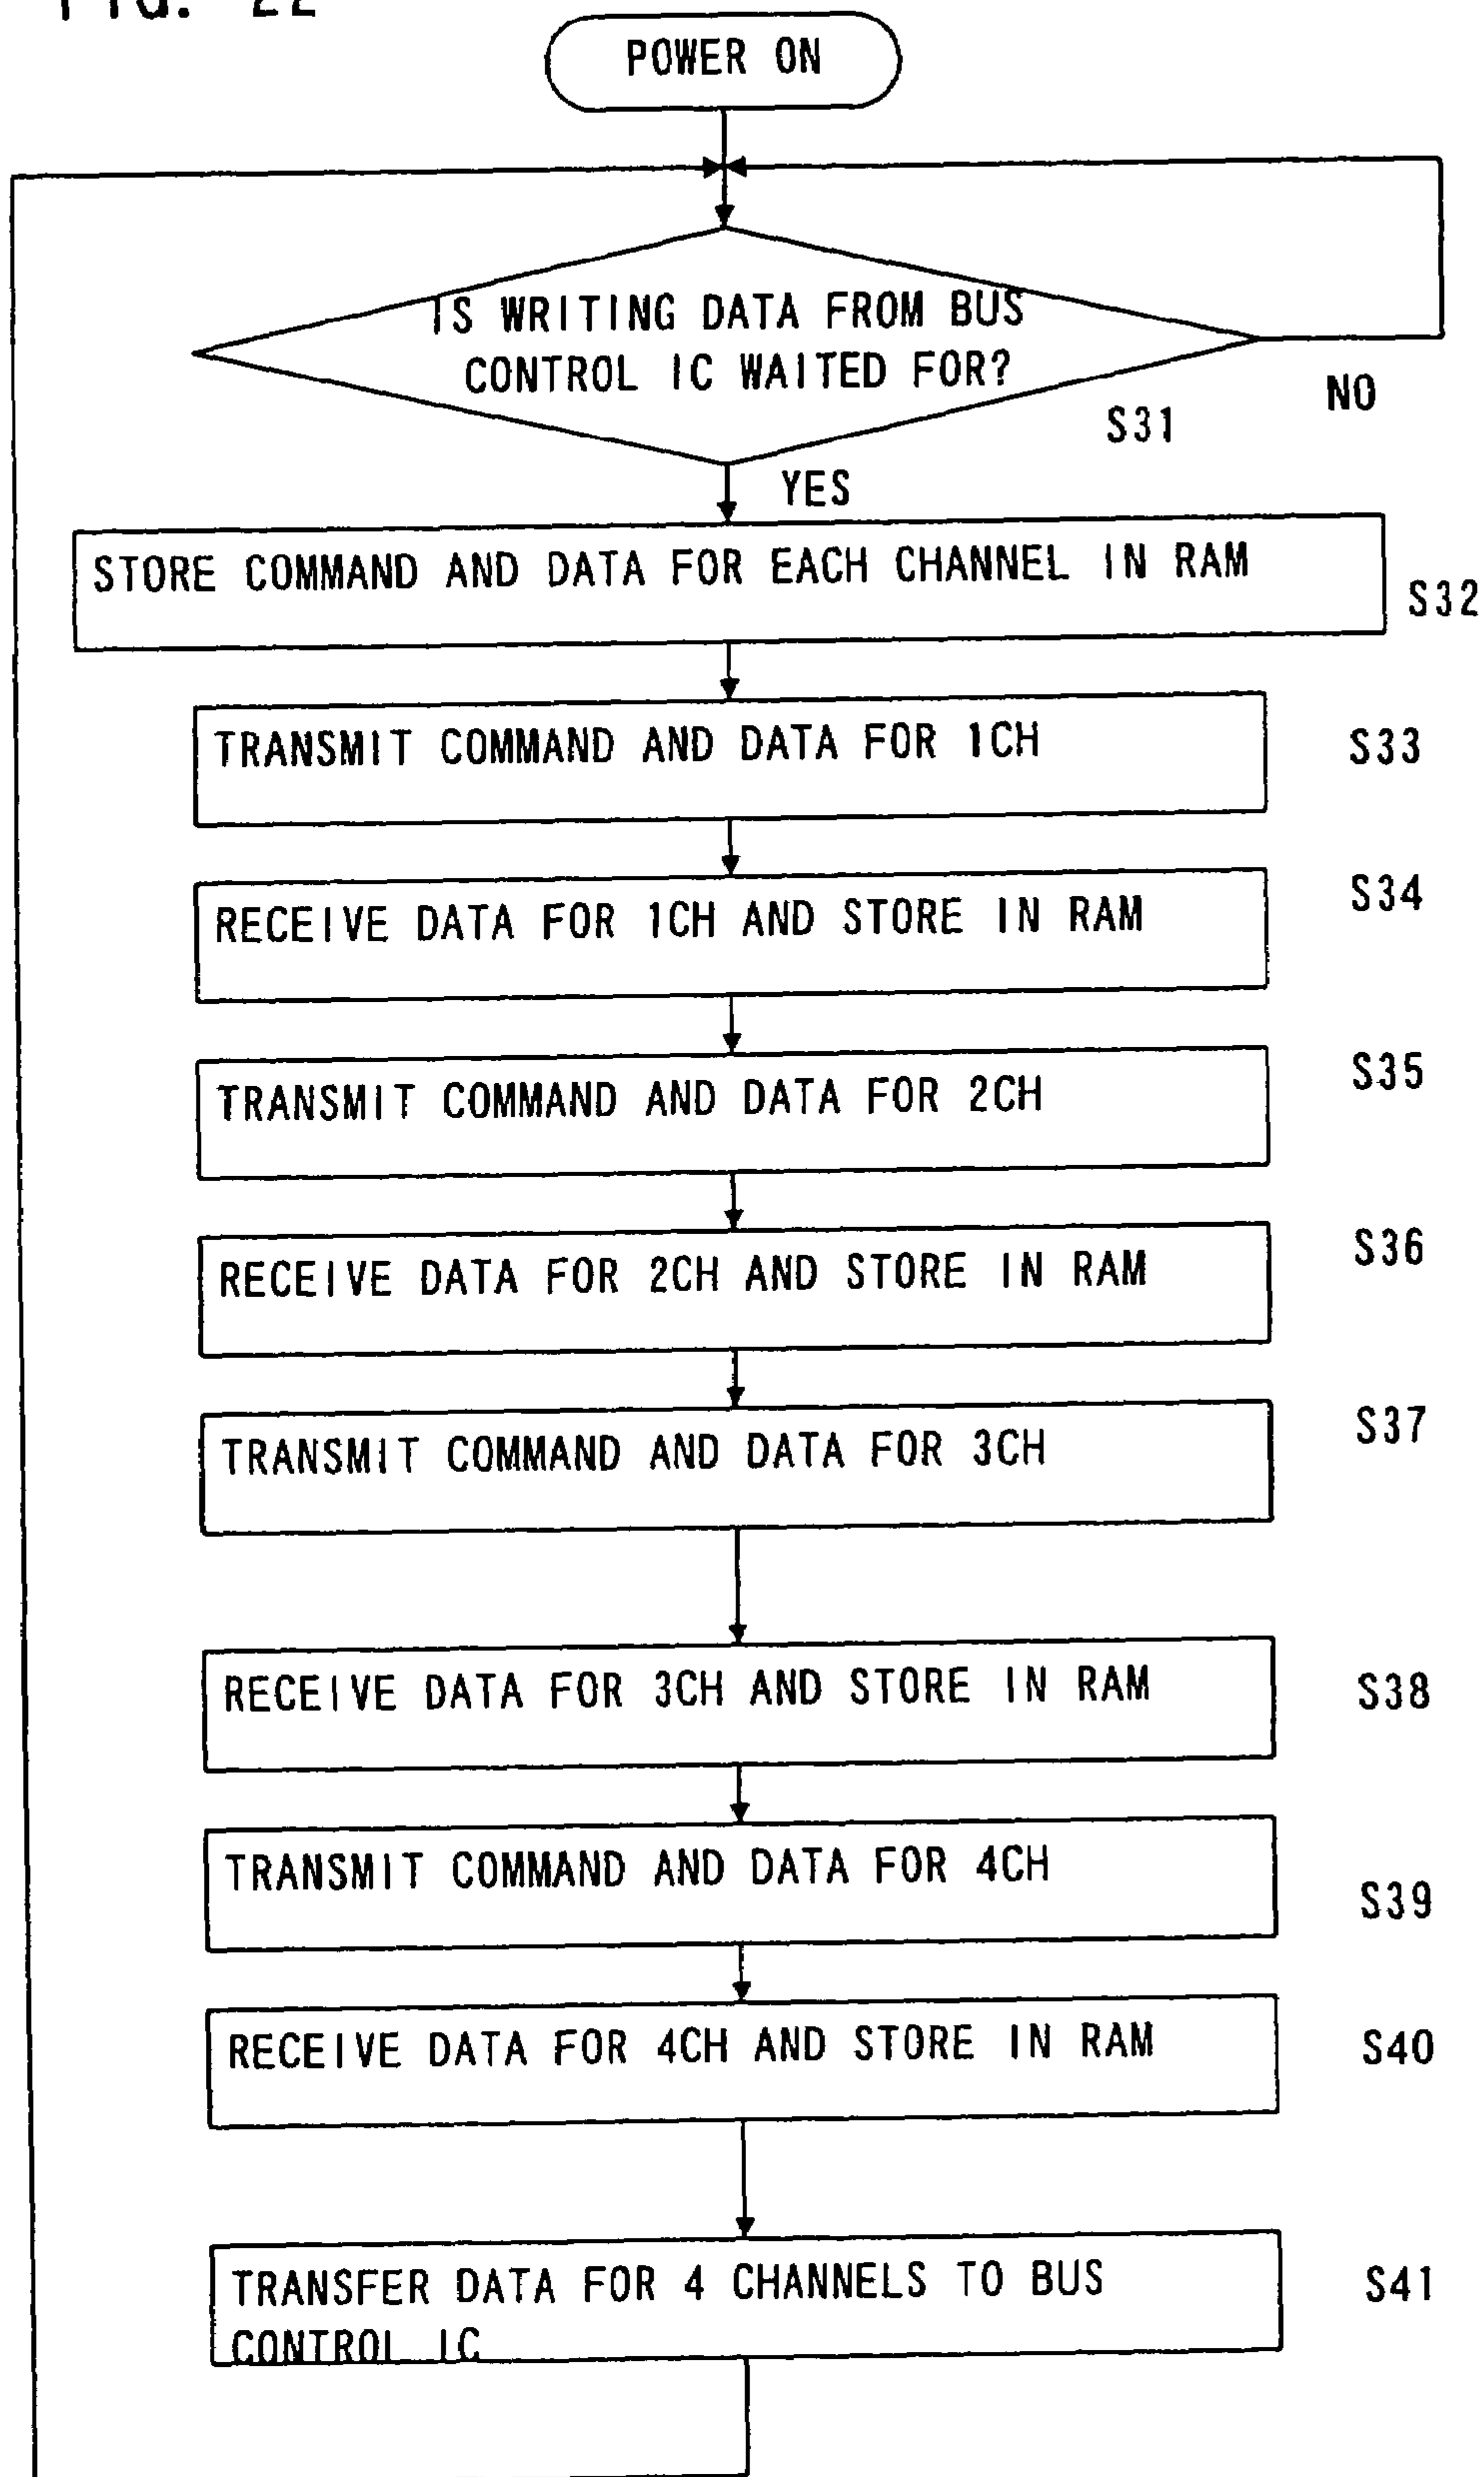 FIG. 22
POWER ON
IS WRITING DATA FROM BUS
CONTROL IC WAITED FOR?
NO
S31
YES
STORE COMMAND AND DATA FOR EACH CHANNEL IN RAM
S32
TRANSMIT COMMAND AND DATA FOR 1CH
S33
RECEIVE DATA FOR 1CH AND STORE IN RAM
S34
TRANSMIT COMMAND AND DATA FOR 2CH
S35
RECEIVE DATA FOR 2CH AND STORE IN RAM
S36
TRANSMIT COMMAND AND DATA FOR 3CH
S37
RECEIVE DATA FOR 3CH AND STORE IN RAM
S38
TRANSMIT COMMAND AND DATA FOR 4CH
S39
RECEIVE DATA FOR 4CH AND STORE IN RAM
S40
TRANSFER DATA FOR 4 CHANNELS TO BUS
CONTROL IC
S41